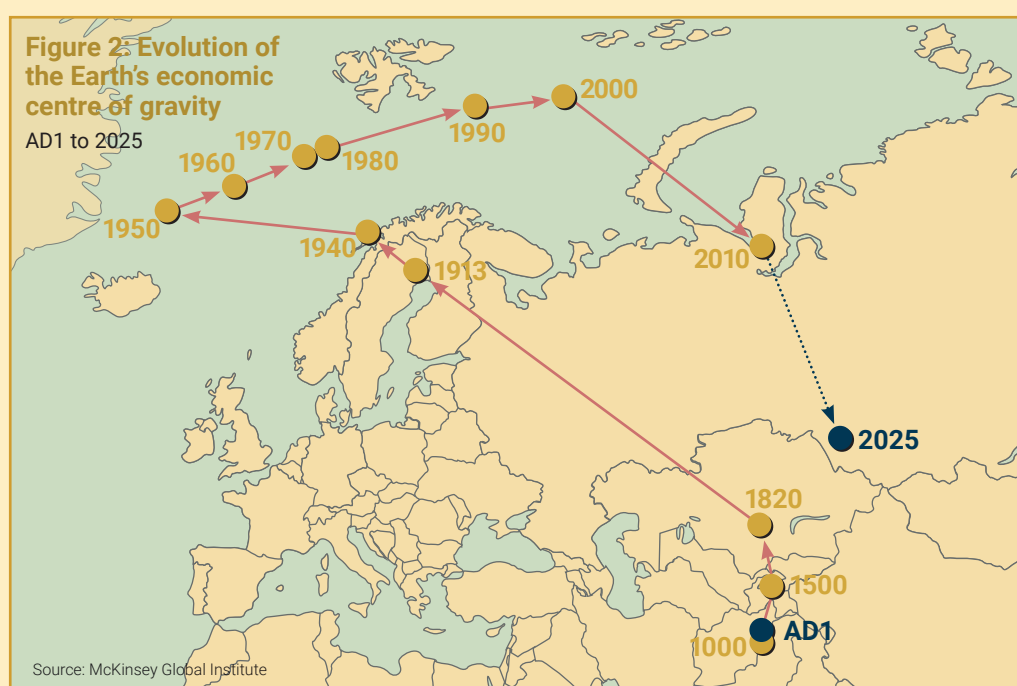 Figure 2: Evolution of
the Earth's economic
centre of gravity
AD1 to 2025
2000
1990
1970
1980
1960
1950
1940
1913
2010
2025
1820
1500
AD1
1000
Source: McKinsey Global Institute